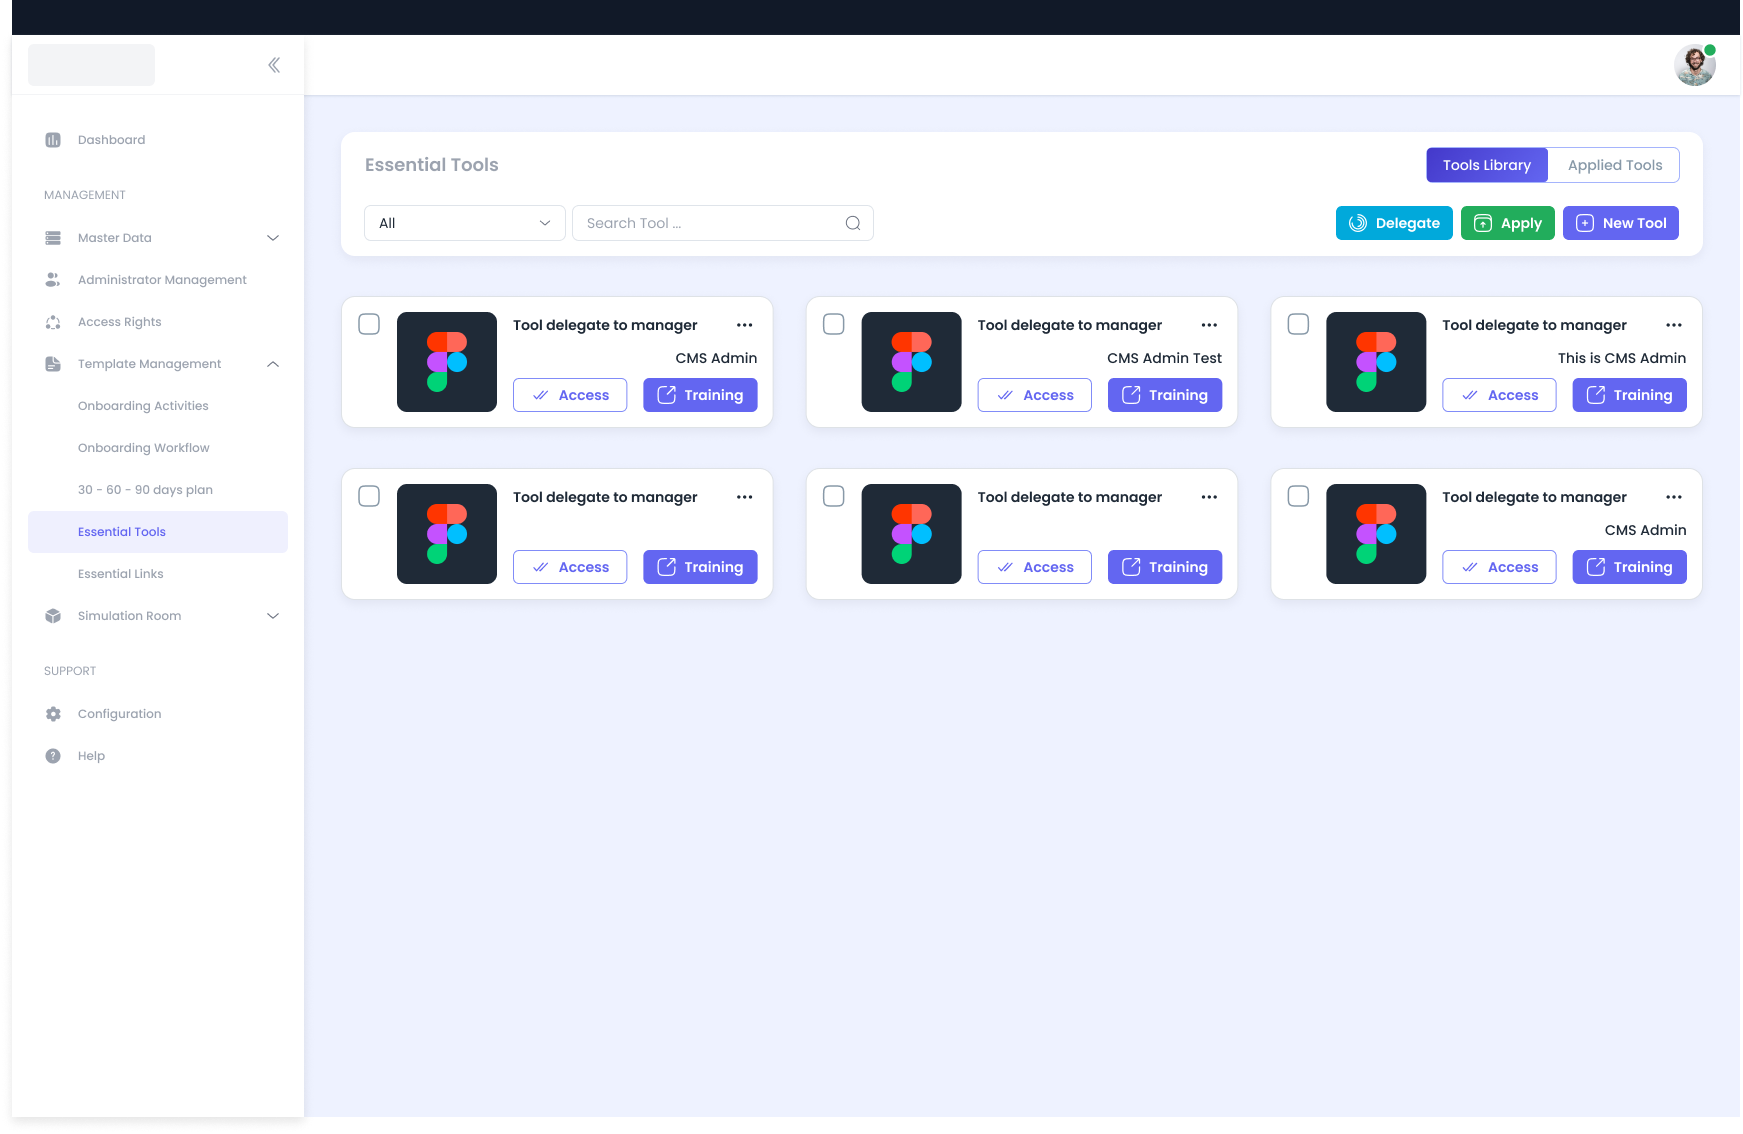 Dashboard
MANAGEMENT
Master Data
Administrator Management
Access Rights
Template Management
Onboarding Activities
Onboarding Workflow
30 - 60 - 90 days plan
Essential Tools
Essential Links
Simulation Room
SUPPORT
Configuration
Help
Essential Tools
Tools Library
Applied Tools
All
Search Tool ...
Delegate
Apply
New Tool
Tool delegate to manager
CMS Admin
Access
Training
Tool delegate to manager
CMS Admin Test
Access
Training
Tool delegate to manager
This is CMS Admin
Access
Training
Tool delegate to manager
Access
Training
Tool delegate to manager
Access
Training
Tool delegate to manager
CMS Admin
Access
Training